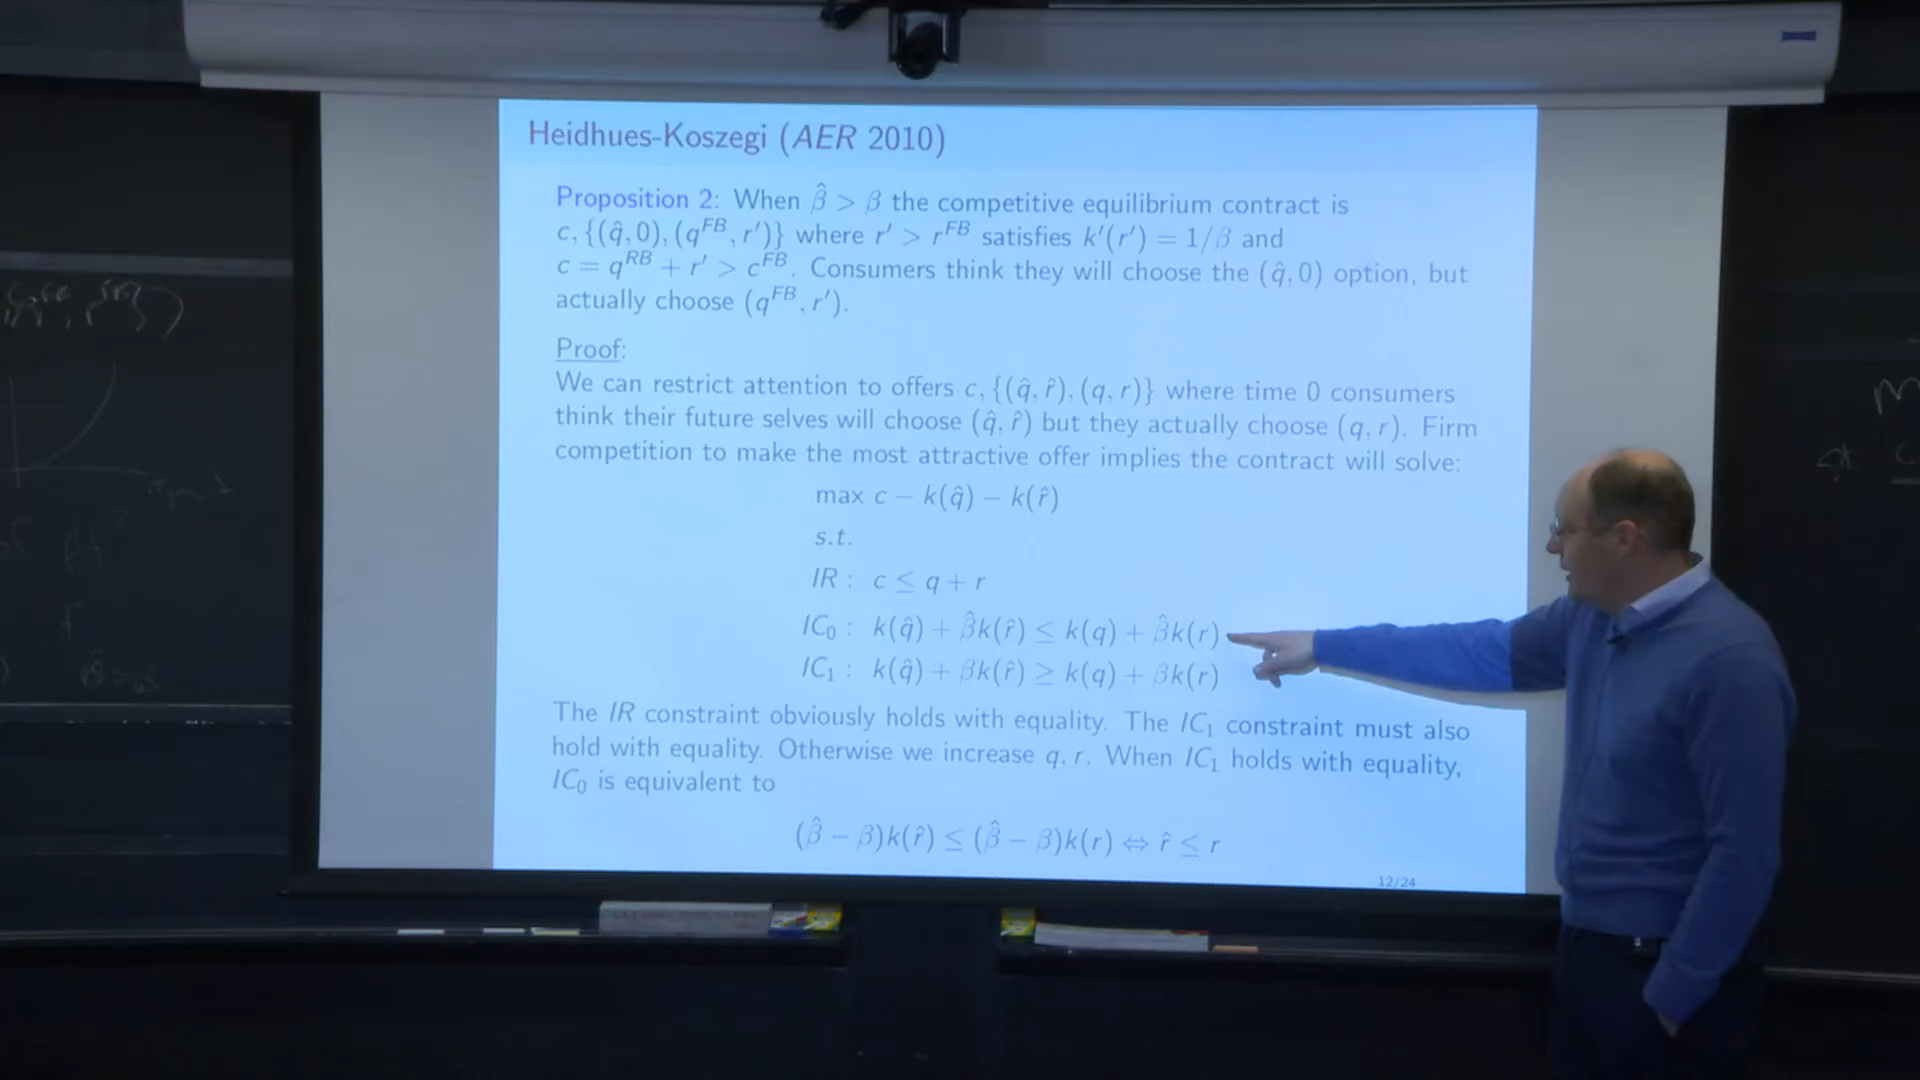 Heidhues-Koszegi (AER 2010)
Proposition 2: When β̂ > β the competitive equilibrium contract is
c, {(q̂, 0), (q^FB, r′)} where r′ > r^FB satisfies k′(r′) = 1/β and
c = q^RB + r′ > c^FB. Consumers think they will choose the (q̂, 0) option, but
actually choose (q^FB, r′).
Proof:
We can restrict attention to offers c, {(q̂, r̂), (q, r)} where time 0 consumers
think their future selves will choose (q̂, r̂) but they actually choose (q, r). Firm
competition to make the most attractive offer implies the contract will solve:
max c − k(q̂) − k(r̂)
s.t.
IR : c ≤ q + r
IC₀ : k(q̂) + β̂k(r̂) ≤ k(q) + β̂k(r)
IC₁ : k(q̂) + βk(r̂) ≥ k(q) + βk(r)
The IR constraint obviously holds with equality. The IC₁ constraint must also
hold with equality. Otherwise we increase q, r. When IC₁ holds with equality,
IC₀ is equivalent to
(β̂ − β)k(r̂) ≤ (β̂ − β)k(r) ⇔ r̂ ≤ r
12/24